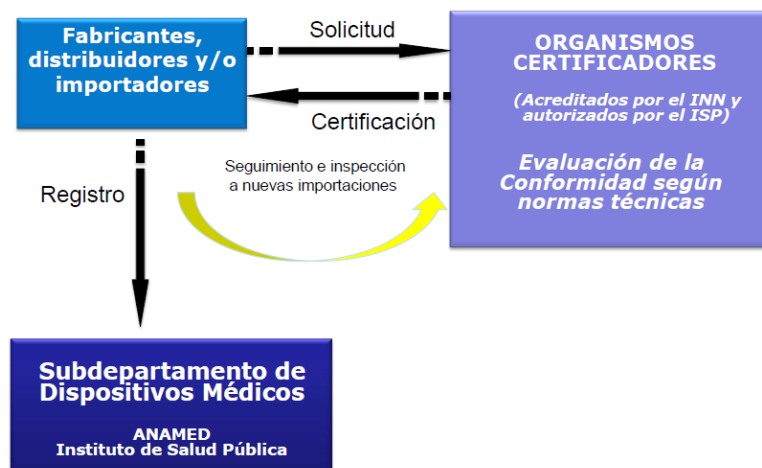 Fabricantes,
distribuidores y/o
importadores
Solicitud
Certificación
ORGANISMOS
CERTIFICADORES
(Acreditados por el INN y
autorizados por el ISP)
Evaluación de la
Conformidad según
normas técnicas
Registro
Seguimiento e inspección
a nuevas importaciones
Subdepartamento de
Dispositivos Médicos
ANAMED
Instituto de Salud Pública